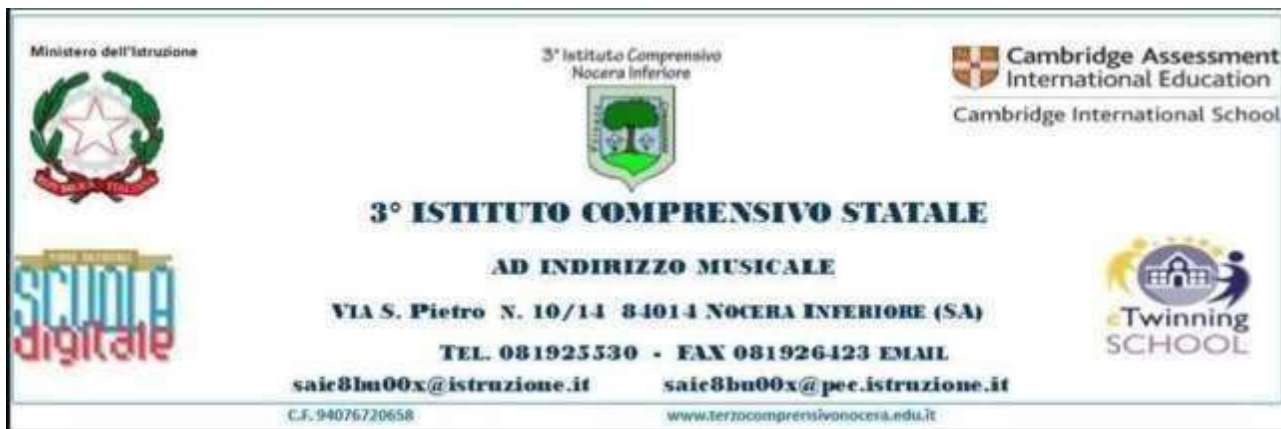 Ministero dell'Istruzione
3° Istituto Comprensivo
Nocera Inferiore
Cambridge Assessment
International Education
Cambridge International School
REPUBBLICA ITALIANA
3° ISTITUTO COMPRENSIVO STATALE
SCUOLA
digitale
AD INDIRIZZO MUSICALE
VIA S. Pietro N. 10/14 84014 NOCERA INFERIORE (SA)
eTwinning
SCHOOL
TEL. 081925530 - FAX 081926423 EMAIL
saic8bu00x@istruzione.it saic8bu00x@pec.istruzione.it
C.F. 94076720658 www.terzocomprensivonocera.edu.it